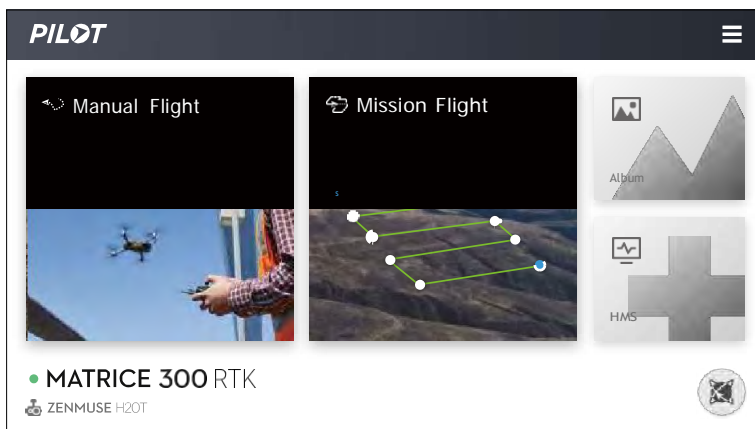 PILOT
Manual Flight
Mission Flight
s
Album
HMS
MATRICE 300 RTK
ZENMUSE H20T